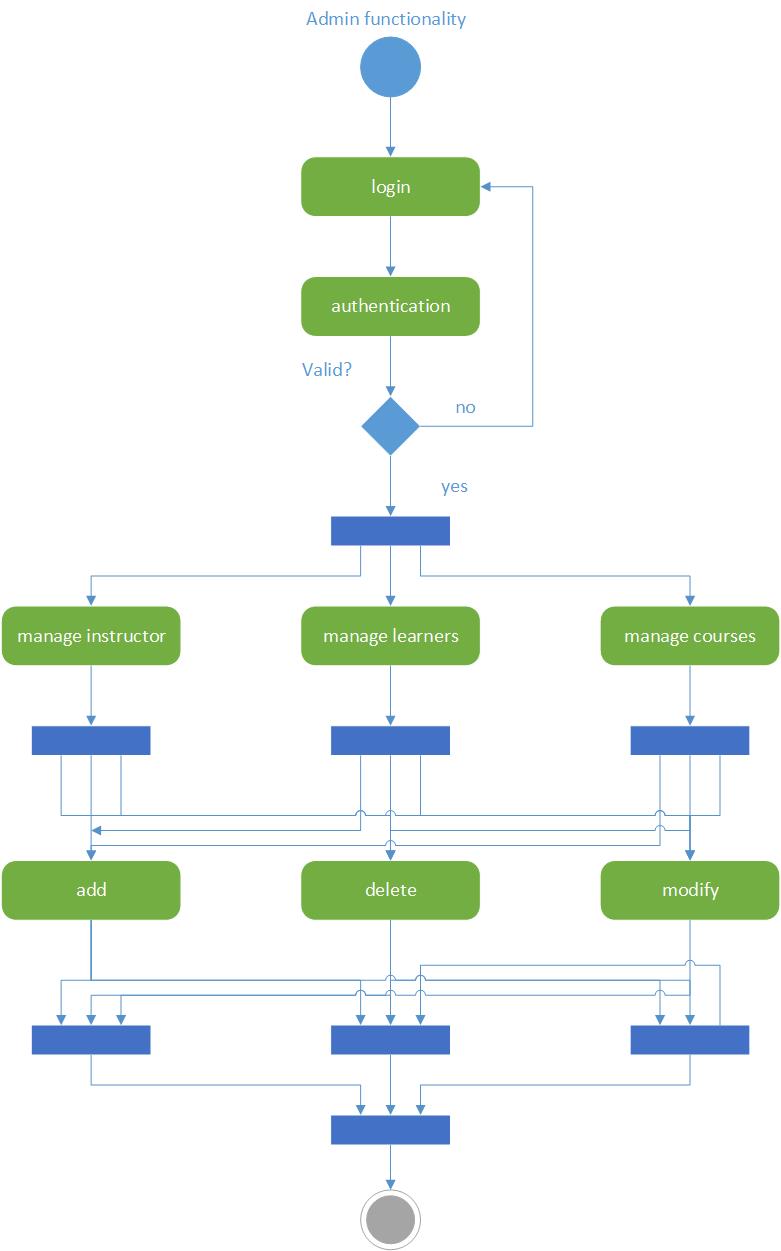 Admin functionality
login
authentication
Valid?
no
yes
manage instructor
manage learners
manage courses
add
delete
modify